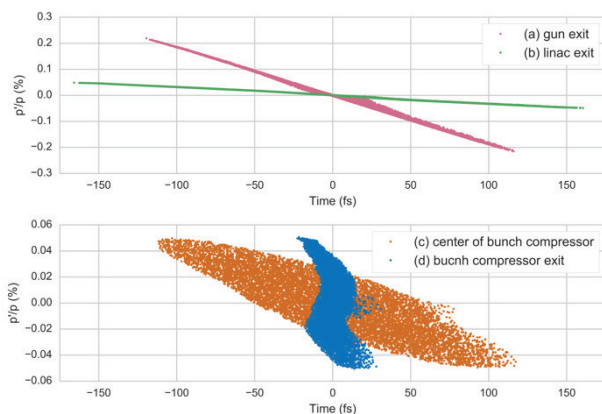 0.3
0.2
0.1
0.0
−0.1
−0.2
−0.3
p'/p (%)
(a) gun exit
(b) linac exit
−150 −100 −50 0 50 100 150
Time (fs)
0.06
0.04
0.02
0.00
−0.02
−0.04
−0.06
p'/p (%)
(c) center of bunch compressor
(d) bucnh compressor exit
−150 −100 −50 0 50 100 150
Time (fs)